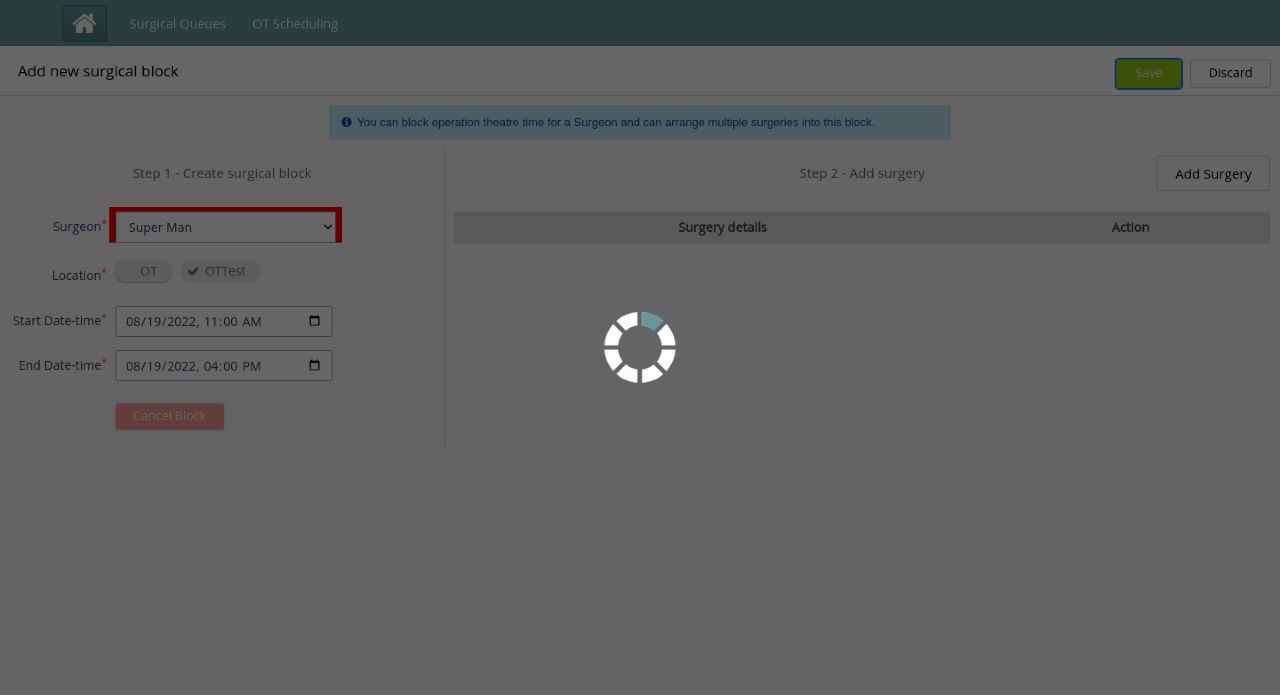 Surgical Queues OT Scheduling
Add new surgical block
Save Discard
You can block operation theatre time for a Surgeon and can arrange multiple surgeries into this block.
Step 1 - Create surgical block
Surgeon* Super Man
Location* OT OTTest
Start Date-time* 08/19/2022, 11:00 AM
End Date-time* 08/19/2022, 04:00 PM
Cancel Block
Step 2 - Add surgery
Add Surgery
Surgery details Action